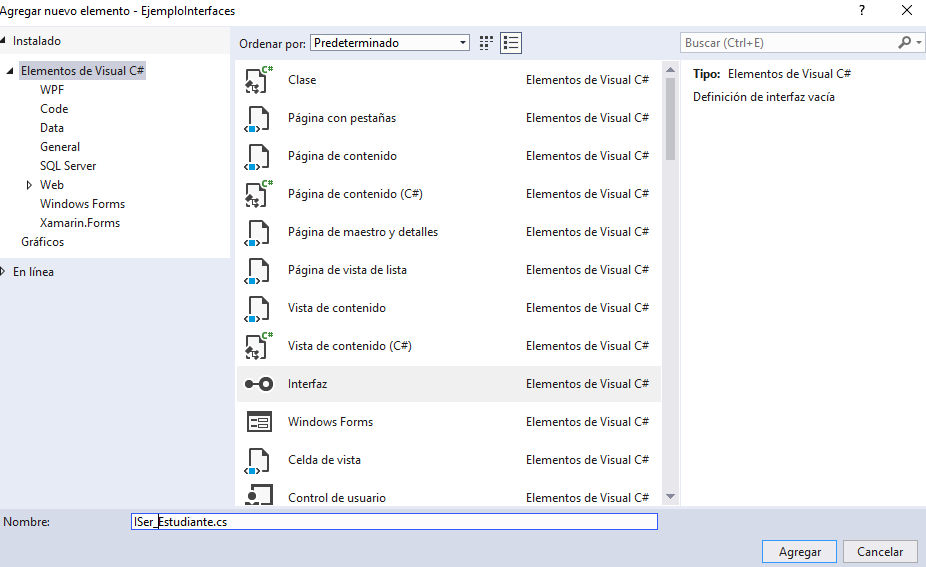 Agregar nuevo elemento - EjemploInterfaces
Instalado
Elementos de Visual C#
WPF
Code
Data
General
SQL Server
Web
Windows Forms
Xamarin.Forms
Gráficos
En línea
Ordenar por: Predeterminado
Clase Elementos de Visual C#
Página con pestañas Elementos de Visual C#
Página de contenido Elementos de Visual C#
Página de contenido (C#) Elementos de Visual C#
Página de maestro y detalles Elementos de Visual C#
Página de vista de lista Elementos de Visual C#
Vista de contenido Elementos de Visual C#
Vista de contenido (C#) Elementos de Visual C#
Interfaz Elementos de Visual C#
Windows Forms Elementos de Visual C#
Celda de vista Elementos de Visual C#
Control de usuario Elementos de Visual C#
Buscar (Ctrl+E)
Tipo: Elementos de Visual C#
Definición de interfaz vacía
Nombre: ISer_Estudiante.cs
Agregar Cancelar